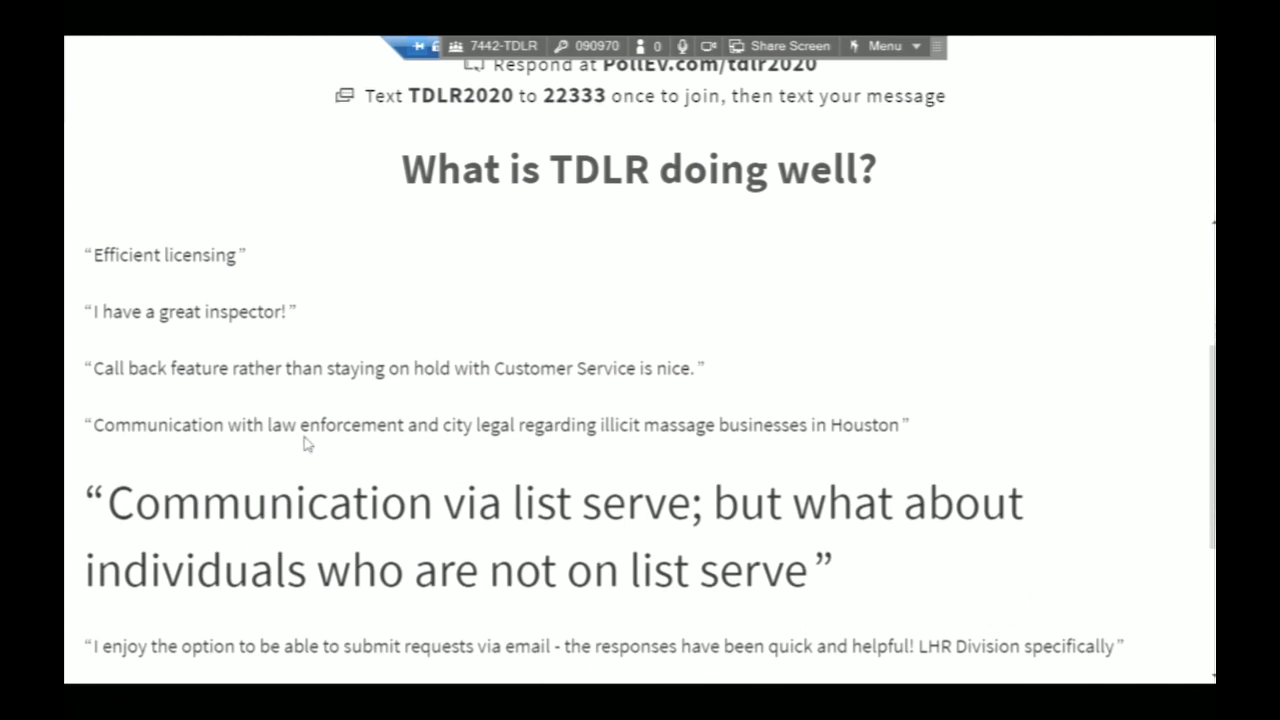 7442-TDLR 090970 0 Share Screen Menu
Respond at PollEv.com/tdlr2020
Text TDLR2020 to 22333 once to join, then text your message
What is TDLR doing well?
“Efficient licensing”
“I have a great inspector!”
“Call back feature rather than staying on hold with Customer Service is nice.”
“Communication with law enforcement and city legal regarding illicit massage businesses in Houston”
“Communication via list serve; but what about
individuals who are not on list serve”
“I enjoy the option to be able to submit requests via email - the responses have been quick and helpful! LHR Division specifically”